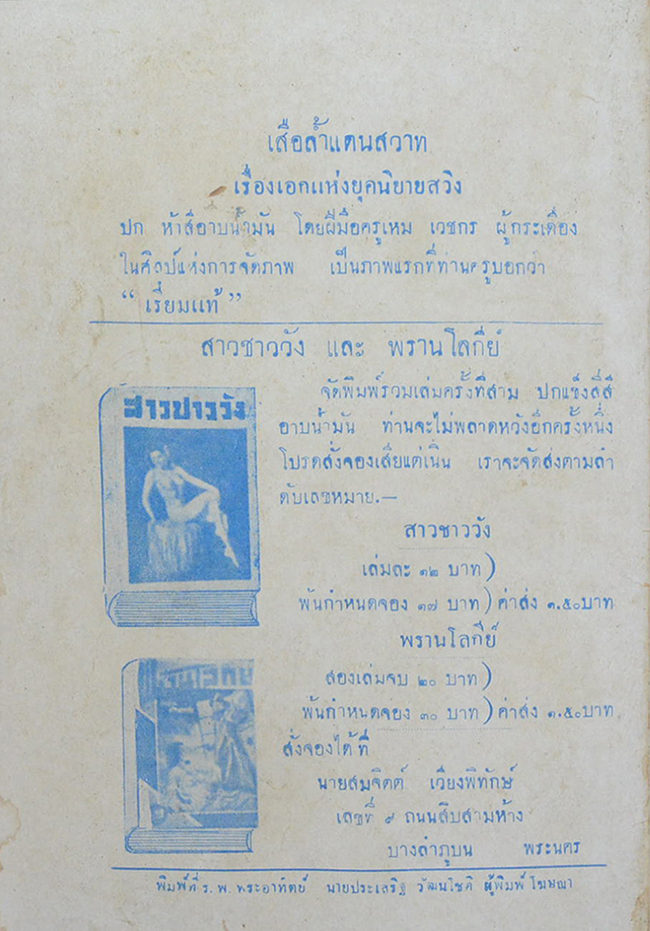 เสือล้ำแดนสวาท
เรื่องเอกแห่งยุคนิยายสวิง
ปก ห้าสีอาบน้ำมัน โดยฝีมือครูเหม เวชกร ผู้กระเดื่อง
ในศิลป์แห่งการจัดภาพ เป็นภาพแรกที่ท่านครูบอกว่า
“ เรี่ยมแท้ ”
สาวชาววัง และ พรานโลกีย์
สาวชาววัง
จัดพิมพ์รวมเล่มครั้งที่สาม ปกแข็งสี่สี
อาบน้ำมัน ท่านจะไม่พลาดหวังอีกครั้งหนึ่ง
โปรดสั่งจองเสียแต่เนิ่น เราจะจัดส่งตามลำ
ดับเลขหมาย.—
สาวชาววัง
เล่มละ ๑๒ บาท )
พ้นกำหนดจอง ๑๗ บาท ) ค่าส่ง ๑.๕๐บาท
พรานโลกีย์
สองเล่มจบ ๒๐ บาท )
พ้นกำหนดจอง ๓๐ บาท ) ค่าส่ง ๑.๕๐บาท
สั่งจองได้ที่
นายสมจิตต์ เวียงพิทักษ์
เลขที่ ๙ ถนนสิบสามห้าง
บางลำภูบน พระนคร
พิมพ์ที่ ร. พ. พระอาทิตย์ นายประเสริฐ วัฒนโชติ ผู้พิมพ์โฆษณา